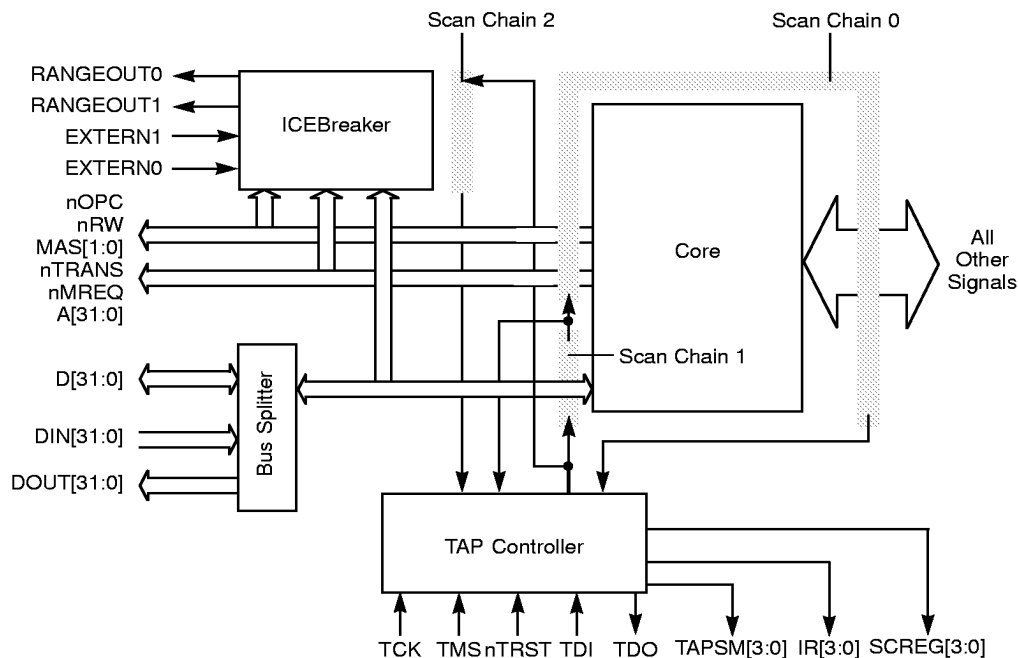 Scan Chain 2
Scan Chain 0
RANGEOUT0
RANGEOUT1
EXTERN1
EXTERN0
ICEBreaker
nOPC
nRW
MAS[1:0]
nTRANS
nMREQ
A[31:0]
Core
All
Other
Signals
Scan Chain 1
D[31:0]
DIN[31:0]
DOUT[31:0]
Bus Splitter
TAP Controller
TCK
TMS
nTRST
TDI
TDO
TAPSM[3:0]
IR[3:0]
SCREG[3:0]